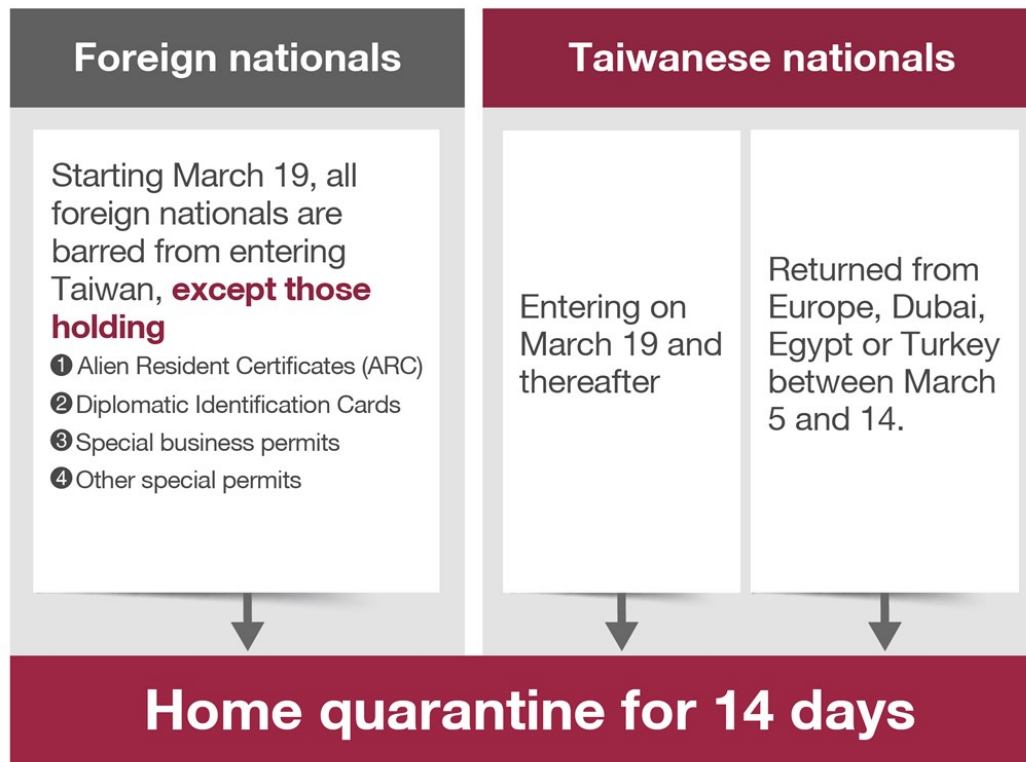 Foreign nationals
Starting March 19, all
foreign nationals are
barred from entering
Taiwan, except those
holding
❶ Alien Resident Certificates (ARC)
❷ Diplomatic Identification Cards
❸ Special business permits
❹ Other special permits
Taiwanese nationals
Entering on
March 19 and
thereafter
Returned from
Europe, Dubai,
Egypt or Turkey
between March
5 and 14.
Home quarantine for 14 days